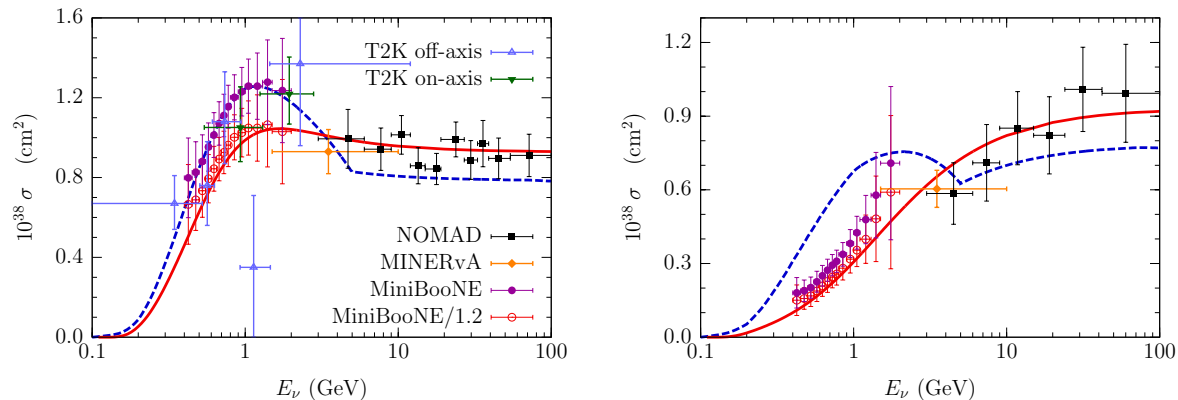 1.6
1.2
0.8
0.4
0.0
10^38 σ (cm^2)
0.1
1
10
100
E_ν (GeV)
T2K off-axis
T2K on-axis
NOMAD
MINERvA
MiniBooNE
MiniBooNE/1.2
1.2
0.9
0.6
0.3
0.0
10^38 σ (cm^2)
0.1
1
10
100
E_ν (GeV)